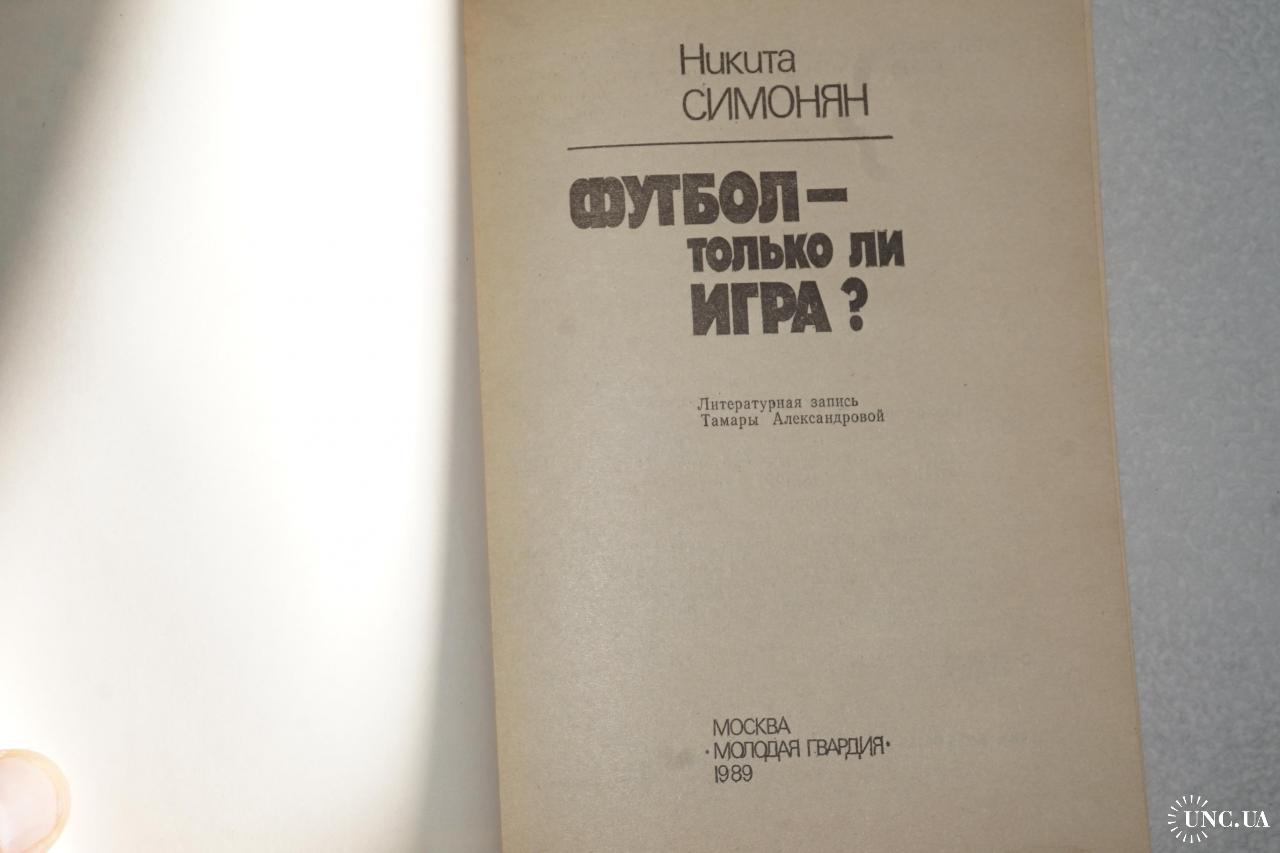 Никита
СИМОНЯН
ФУТБОЛ —
ТОЛЬКО ЛИ
ИГРА?
Литературная запись
Тамары Александровой
МОСКВА
·МОЛОДАЯ ГВАРДИЯ·
1989
UNC.UA